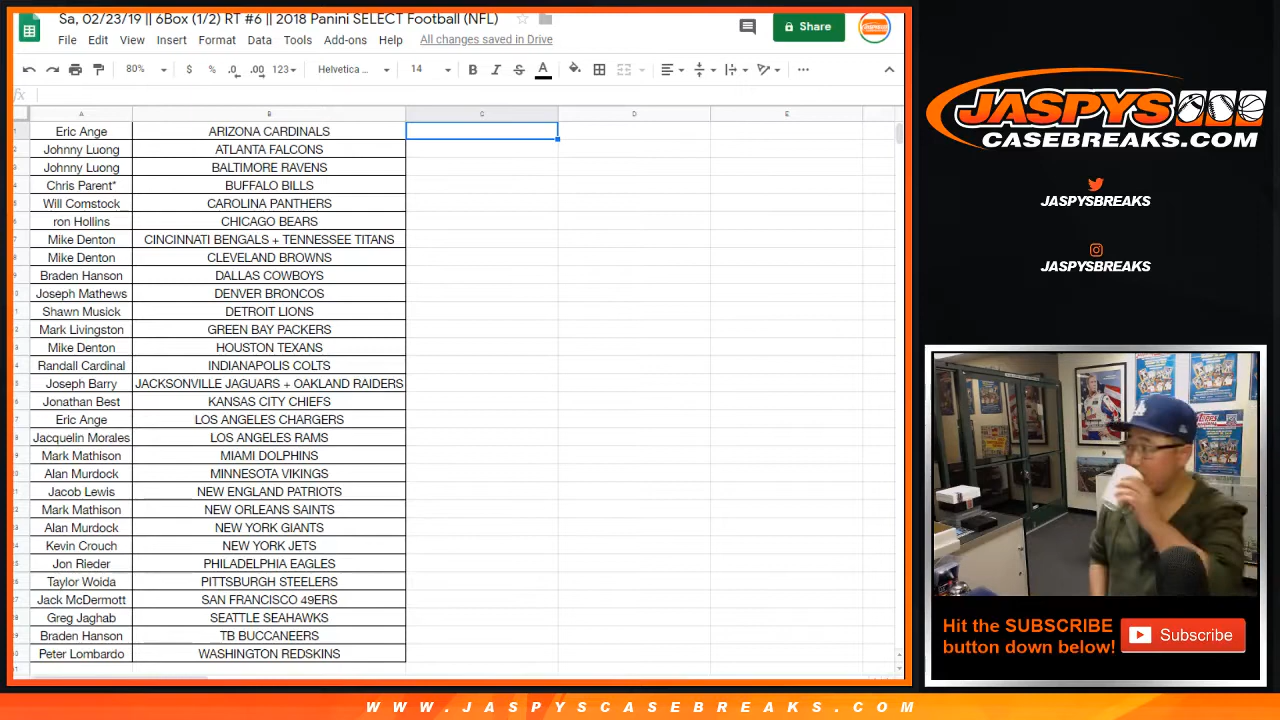 Sa, 02/23/19 || 6Box (1/2) RT #6 || 2018 Panini SELECT Football (NFL)
File Edit View Insert Format Data Tools Add-ons Help All changes saved in Drive
Share
80% $ % .0 .00 123 Helvetica ... 14 B I S A
fx
A B C D E
Eric Ange ARIZONA CARDINALS
Johnny Luong ATLANTA FALCONS
Johnny Luong BALTIMORE RAVENS
Chris Parent* BUFFALO BILLS
Will Comstock CAROLINA PANTHERS
ron Hollins CHICAGO BEARS
Mike Denton CINCINNATI BENGALS + TENNESSEE TITANS
Mike Denton CLEVELAND BROWNS
Braden Hanson DALLAS COWBOYS
Joseph Mathews DENVER BRONCOS
Shawn Musick DETROIT LIONS
Mark Livingston GREEN BAY PACKERS
Mike Denton HOUSTON TEXANS
Randall Cardinal INDIANAPOLIS COLTS
Joseph Barry JACKSONVILLE JAGUARS + OAKLAND RAIDERS
Jonathan Best KANSAS CITY CHIEFS
Eric Ange LOS ANGELES CHARGERS
Jacquelin Morales LOS ANGELES RAMS
Mark Mathison MIAMI DOLPHINS
Alan Murdock MINNESOTA VIKINGS
Jacob Lewis NEW ENGLAND PATRIOTS
Mark Mathison NEW ORLEANS SAINTS
Alan Murdock NEW YORK GIANTS
Kevin Crouch NEW YORK JETS
Jon Rieder PHILADELPHIA EAGLES
Taylor Woida PITTSBURGH STEELERS
Jack McDermott SAN FRANCISCO 49ERS
Greg Jaghab SEATTLE SEAHAWKS
Braden Hanson TB BUCCANEERS
Peter Lombardo WASHINGTON REDSKINS
JASPYS
CASEBREAKS.COM
JASPYSBREAKS
JASPYSBREAKS
Hit the SUBSCRIBE
button down below!
Subscribe
WWW.JASPYSCASEBREAKS.COM